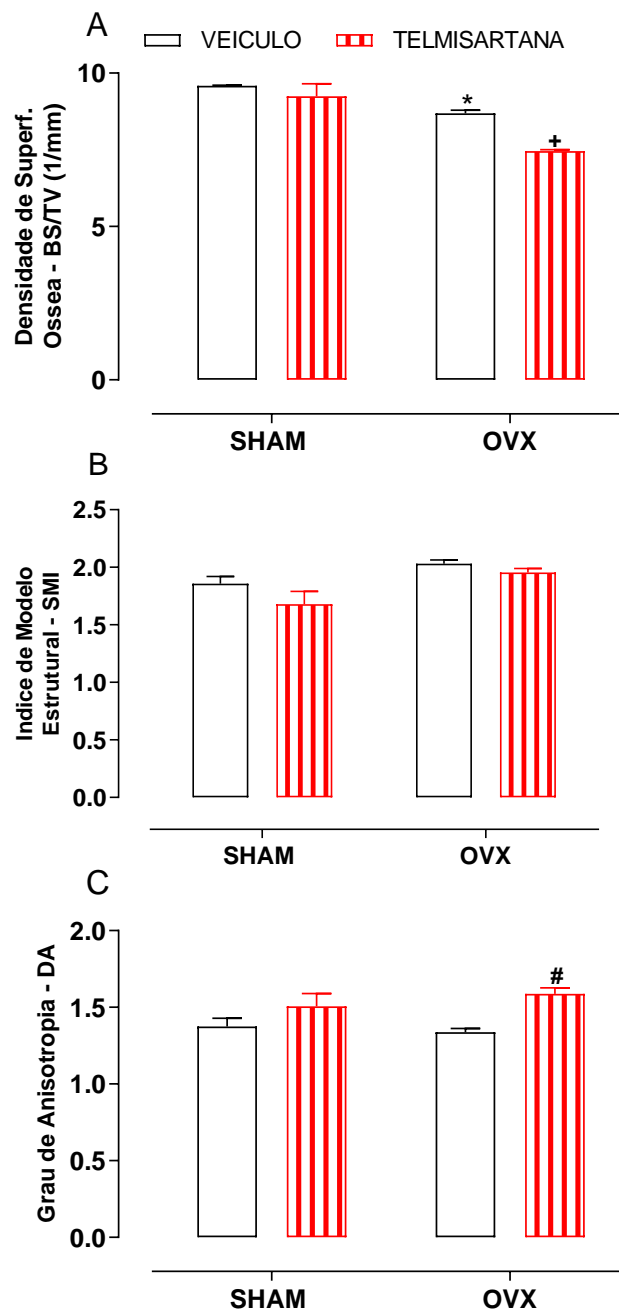 A
VEICULO TELMISARTANA
Densidade de Superf.
Ossea - BS/TV (1/mm)
10
5
0
*
+
SHAM OVX
B
Indice de Modelo
Estrutural - SMI
2.5
2.0
1.5
1.0
0.5
0.0
SHAM OVX
C
Grau de Anisotropia - DA
2.0
1.5
1.0
0.5
0.0
#
SHAM OVX